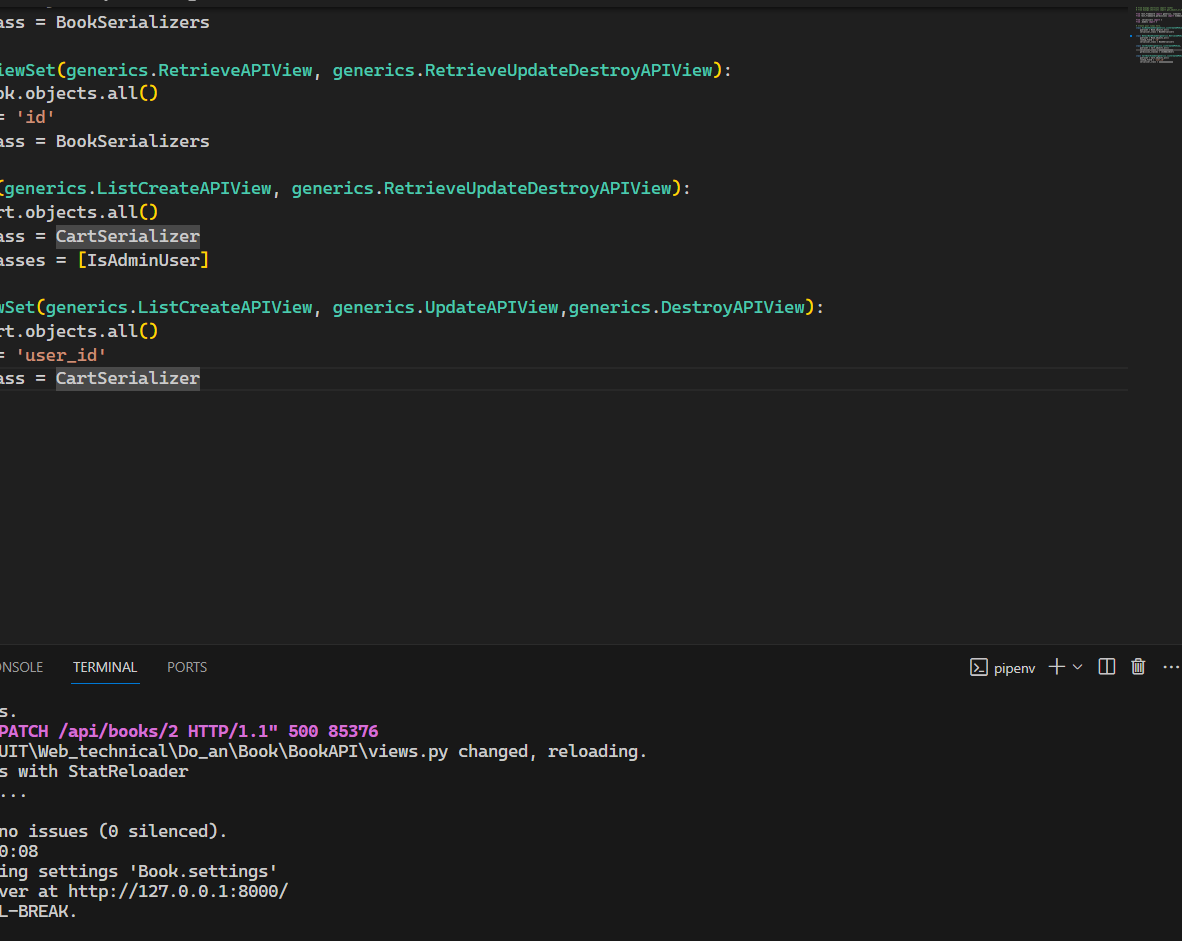 ass = BookSerializers
iewSet(generics.RetrieveAPIView, generics.RetrieveUpdateDestroyAPIView):
ok.objects.all()
= 'id'
ass = BookSerializers
(generics.ListCreateAPIView, generics.RetrieveUpdateDestroyAPIView):
rt.objects.all()
ass = CartSerializer
asses = [IsAdminUser]
wSet(generics.ListCreateAPIView, generics.UpdateAPIView,generics.DestroyAPIView):
rt.objects.all()
= 'user_id'
ass = CartSerializer
ONSOLE TERMINAL PORTS pipenv
s.
PATCH /api/books/2 HTTP/1.1" 500 85376
UIT\Web_technical\Do_an\Book\BookAPI\views.py changed, reloading.
s with StatReloader
...
no issues (0 silenced).
0:08
ing settings 'Book.settings'
ver at http://127.0.0.1:8000/
L-BREAK.